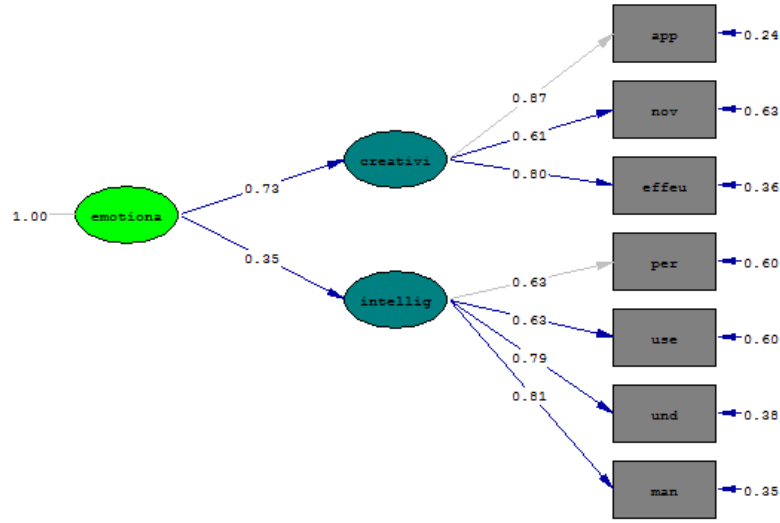 app
0.24
0.87
nov
0.63
0.61
creativi
0.80
effeu
0.36
0.73
1.00
emotiona
per
0.60
0.35
0.63
intellig
0.63
use
0.60
0.79
0.81
und
0.38
man
0.35